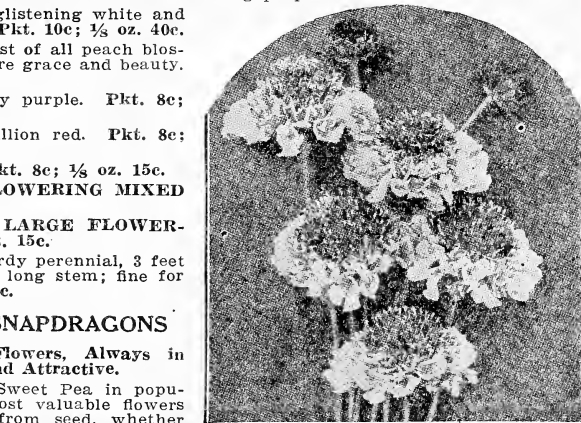 glistening white and
Pkt. 10c; ⅛ oz. 40c.
st of all peach blos-
re grace and beauty.
y purple. Pkt. 8c;
llion red. Pkt. 8c;
kt. 8c; ⅛ oz. 15c.
LOWERING MIXED
LARGE FLOWER-
. 15c.
rdy perennial, 3 feet
long stem; fine for
c.
SNAPDRAGONS
Flowers, Always in
nd Attractive.
Sweet Pea in popu-
ost valuable flowers
from seed, whether